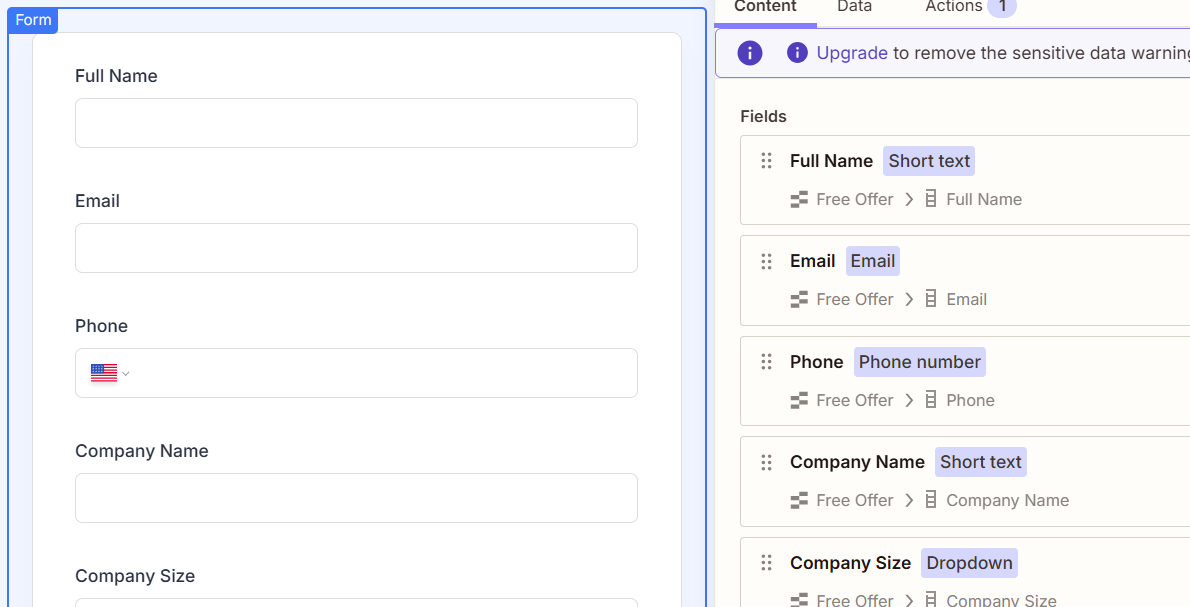 Form
Full Name
Email
Phone
Company Name
Company Size
Content Data Actions 1
Upgrade to remove the sensitive data warning
Fields
Full Name Short text
Free Offer Full Name
Email Email
Free Offer Email
Phone Phone number
Free Offer Phone
Company Name Short text
Free Offer Company Name
Company Size Dropdown
Free Offer Company Size